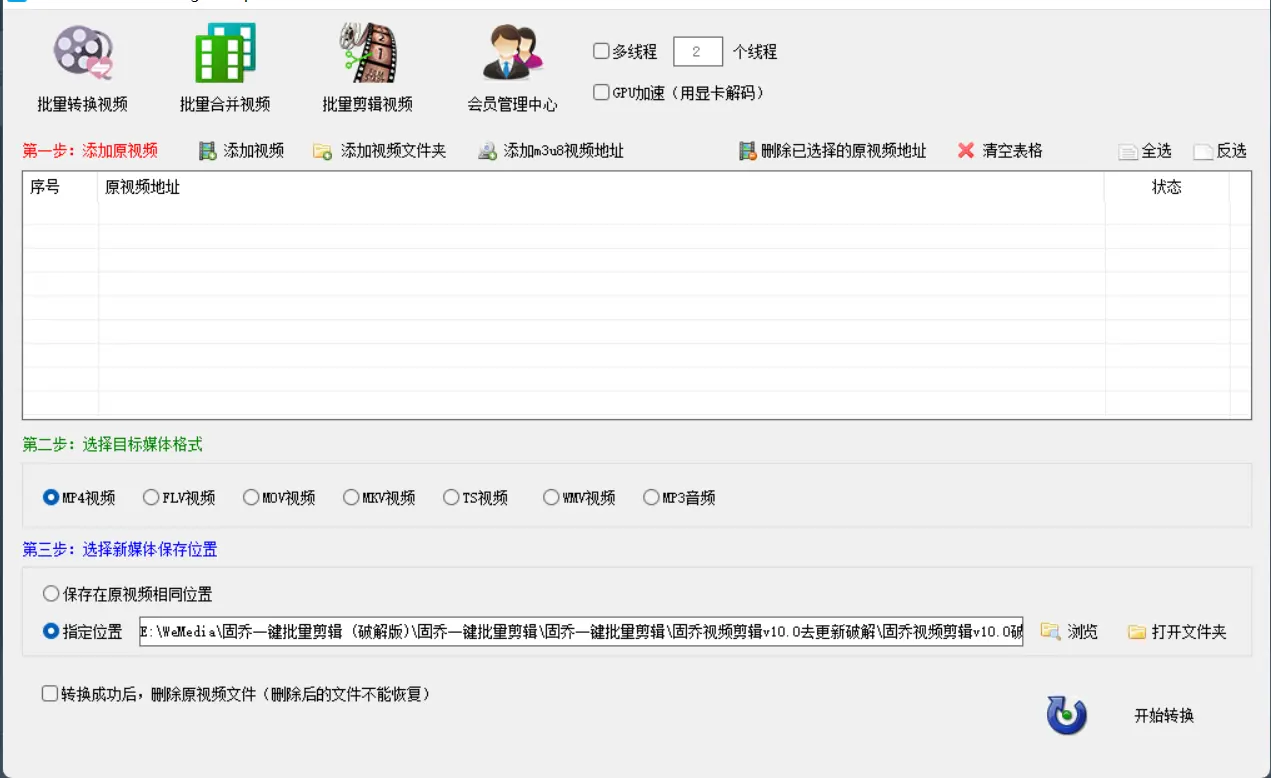 批量转换视频 批量合并视频 批量剪辑视频 会员管理中心
多线程 2 个线程
GPU加速（用显卡解码）
第一步：添加原视频 添加视频 添加视频文件夹 添加m3u8视频地址 删除已选择的原视频地址 清空表格 全选 反选
序号 原视频地址 状态
第二步：选择目标媒体格式
MP4视频 FLV视频 MOV视频 MKV视频 TS视频 WMV视频 MP3音频
第三步：选择新媒体保存位置
保存在原视频相同位置
指定位置 E:\WeMedia\固乔一键批量剪辑（破解版）\固乔一键批量剪辑\固乔一键批量剪辑\固乔视频剪辑v10.0去更新破解\固乔视频剪辑v10.0破 浏览 打开文件夹
转换成功后，删除原视频文件（删除后的文件不能恢复）
开始转换